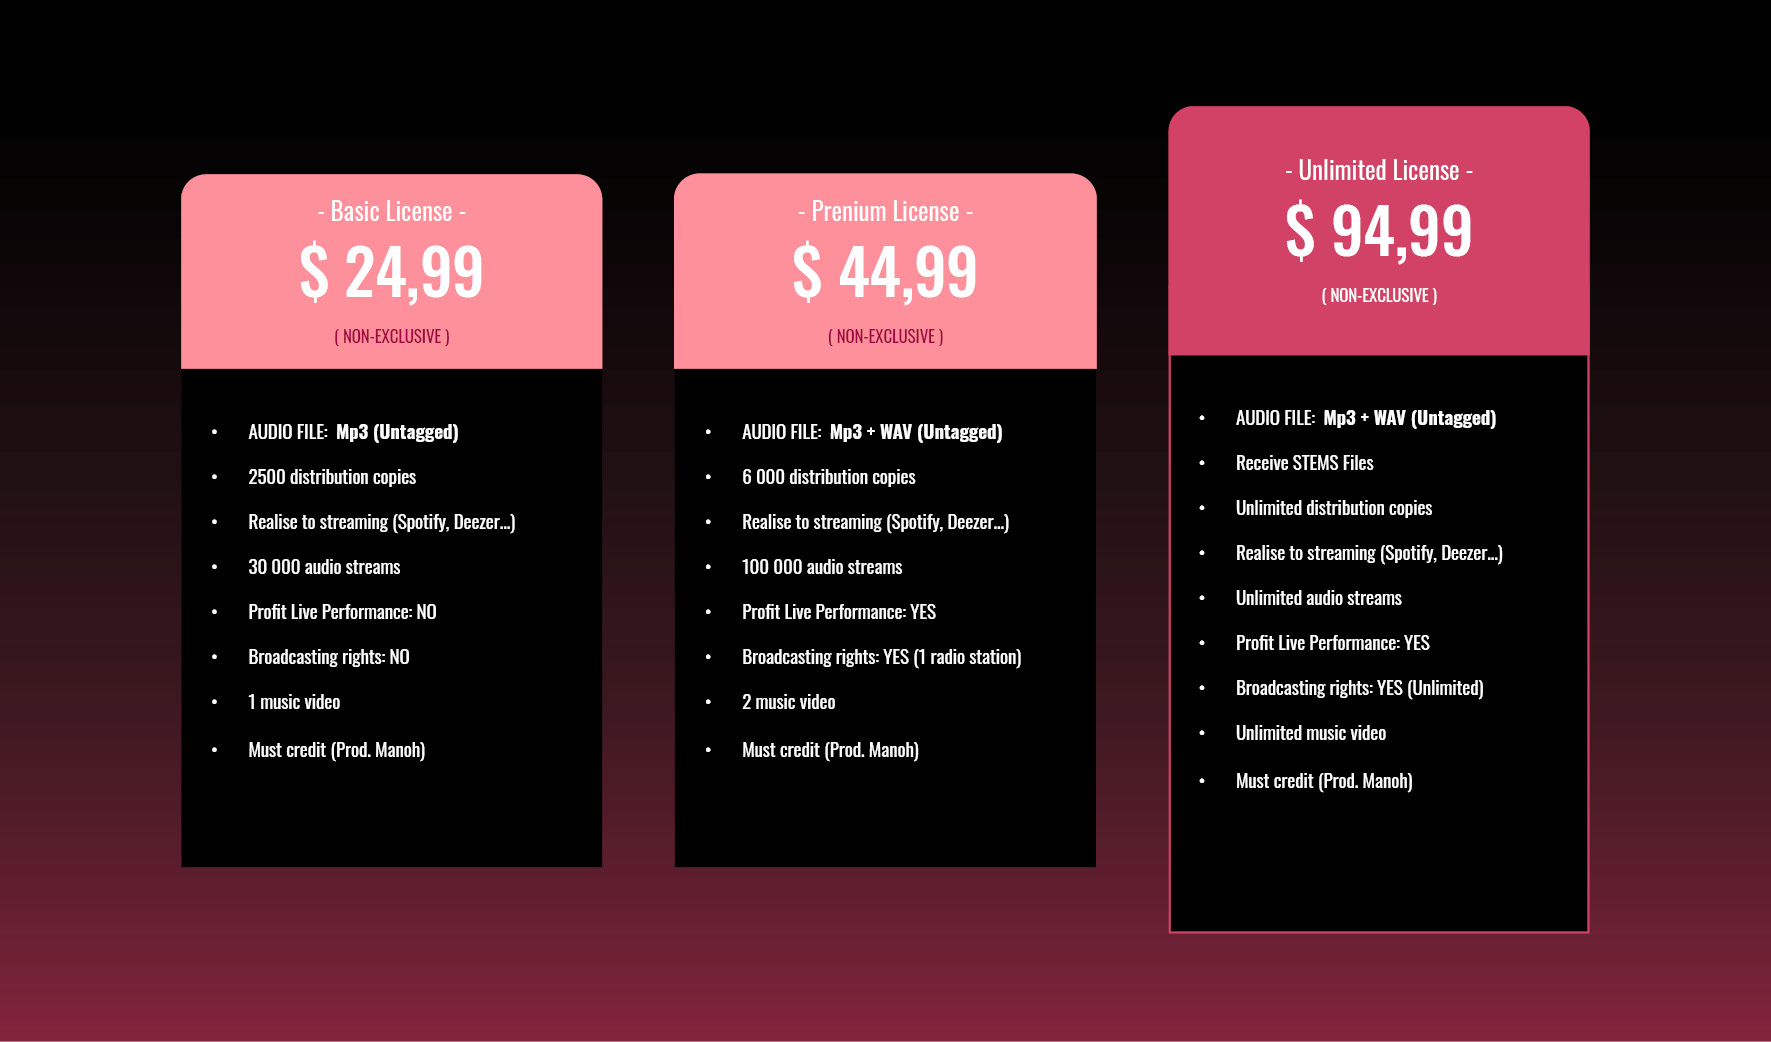 - Basic License -
$ 24,99
( NON-EXCLUSIVE )
• AUDIO FILE: Mp3 (Untagged)
• 2500 distribution copies
• Realise to streaming (Spotify, Deezer...)
• 30 000 audio streams
• Profit Live Performance: NO
• Broadcasting rights: NO
• 1 music video
• Must credit (Prod. Manoh)
- Prenium License -
$ 44,99
( NON-EXCLUSIVE )
• AUDIO FILE: Mp3 + WAV (Untagged)
• 6 000 distribution copies
• Realise to streaming (Spotify, Deezer...)
• 100 000 audio streams
• Profit Live Performance: YES
• Broadcasting rights: YES (1 radio station)
• 2 music video
• Must credit (Prod. Manoh)
- Unlimited License -
$ 94,99
( NON-EXCLUSIVE )
• AUDIO FILE: Mp3 + WAV (Untagged)
• Receive STEMS Files
• Unlimited distribution copies
• Realise to streaming (Spotify, Deezer...)
• Unlimited audio streams
• Profit Live Performance: YES
• Broadcasting rights: YES (Unlimited)
• Unlimited music video
• Must credit (Prod. Manoh)